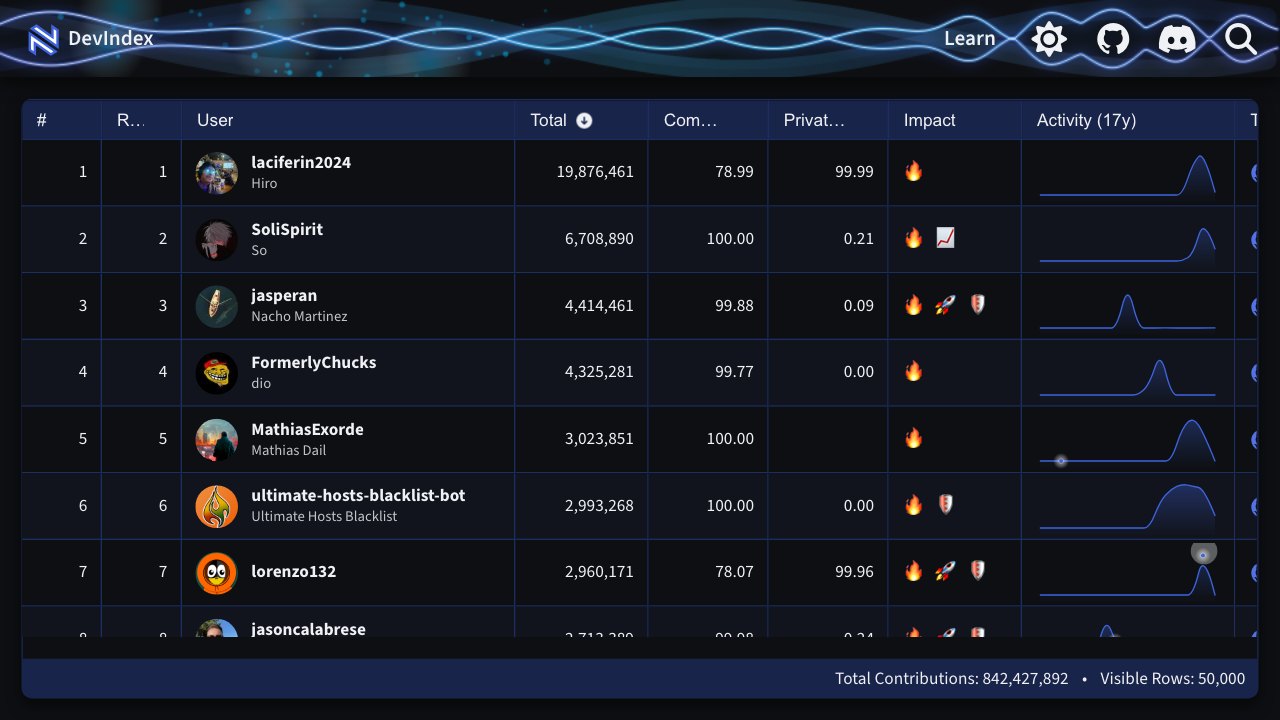 DevIndex
Learn
# R... User Total Com... Privat... Impact Activity (17y)
1 1 laciferin2024 19,876,461 78.99 99.99
Hiro
2 2 SoliSpirit 6,708,890 100.00 0.21
So
3 3 jasperan 4,414,461 99.88 0.09
Nacho Martinez
4 4 FormerlyChucks 4,325,281 99.77 0.00
dio
5 5 MathiasExorde 3,023,851 100.00
Mathias Dail
6 6 ultimate-hosts-blacklist-bot 2,993,268 100.00 0.00
Ultimate Hosts Blacklist
7 7 lorenzo132 2,960,171 78.07 99.96
jasoncalabrese
Total Contributions: 842,427,892 • Visible Rows: 50,000